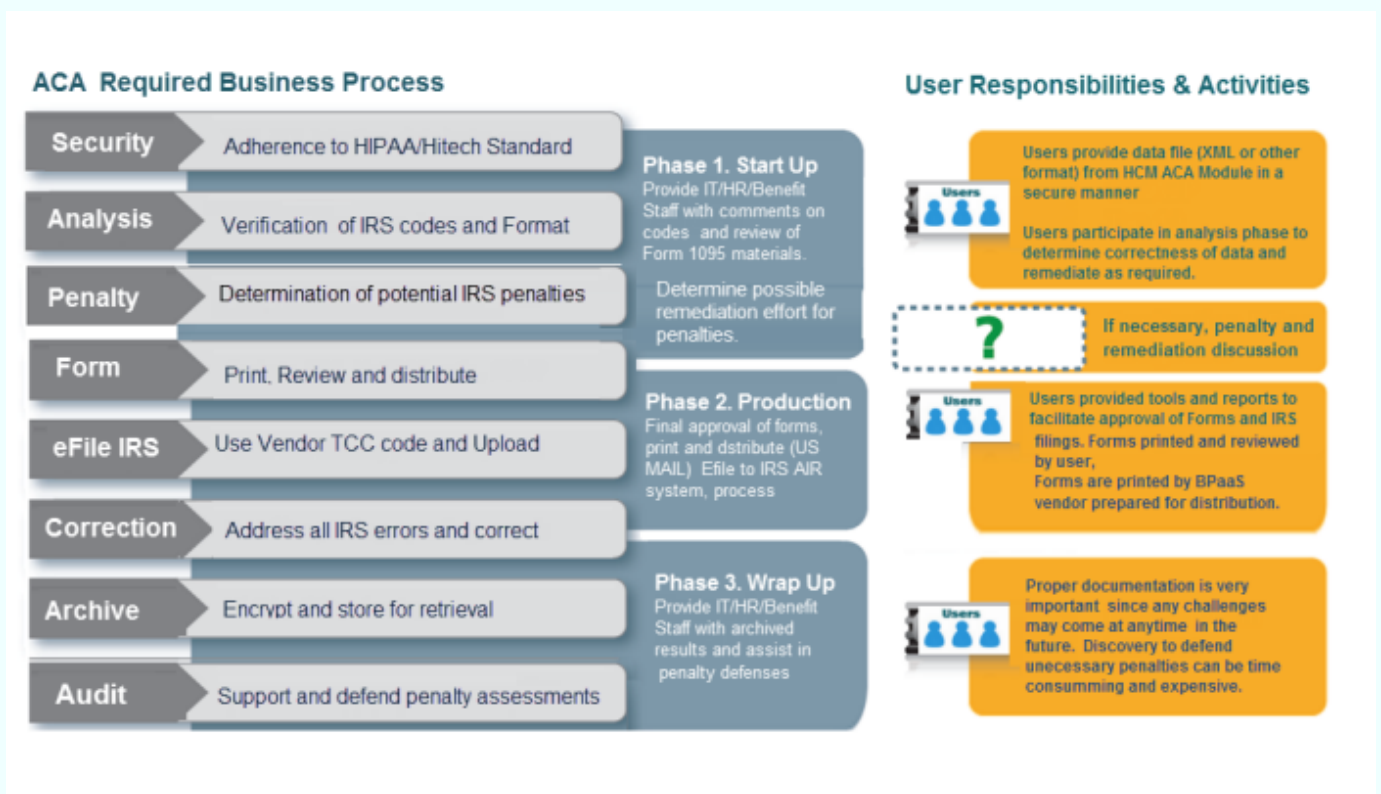 ACA Required Business Process
Security
Adherence to HIPAA/Hitech Standard
Analysis
Verification of IRS codes and Format
Penalty
Determination of potential IRS penalties
Form
Print, Review and distribute
eFile IRS
Use Vendor TCC code and Upload
Correction
Address all IRS errors and correct
Archive
Encrypt and store for retrieval
Audit
Support and defend penalty assessments
Phase 1. Start Up
Provide IT/HR/Benefit
Staff with comments on
codes and review of
Form 1095 materials.
Determine possible
remediation effort for
penalties.
Phase 2. Production
Final approval of forms,
print and dstribute (US
MAIL) Efile to IRS AIR
system, process
Phase 3. Wrap Up
Provide IT/HR/Benefit
Staff with archived
results and assist in
penalty defenses
User Responsibilities & Activities
Users
Users provide data file (XML or other
format) from HCM ACA Module in a
secure manner
Users participate in analysis phase to
determine correctness of data and
remediate as required.
?
If necessary, penalty and
remediation discussion
Users
Users provided tools and reports to
facilitate approval of Forms and IRS
filings. Forms printed and reviewed
by user,
Forms are printed by BPaaS
vendor prepared for distribution.
Users
Proper documentation is very
important since any challenges
may come at anytime in the
future. Discovery to defend
unecessary penalties can be time
consumming and expensive.